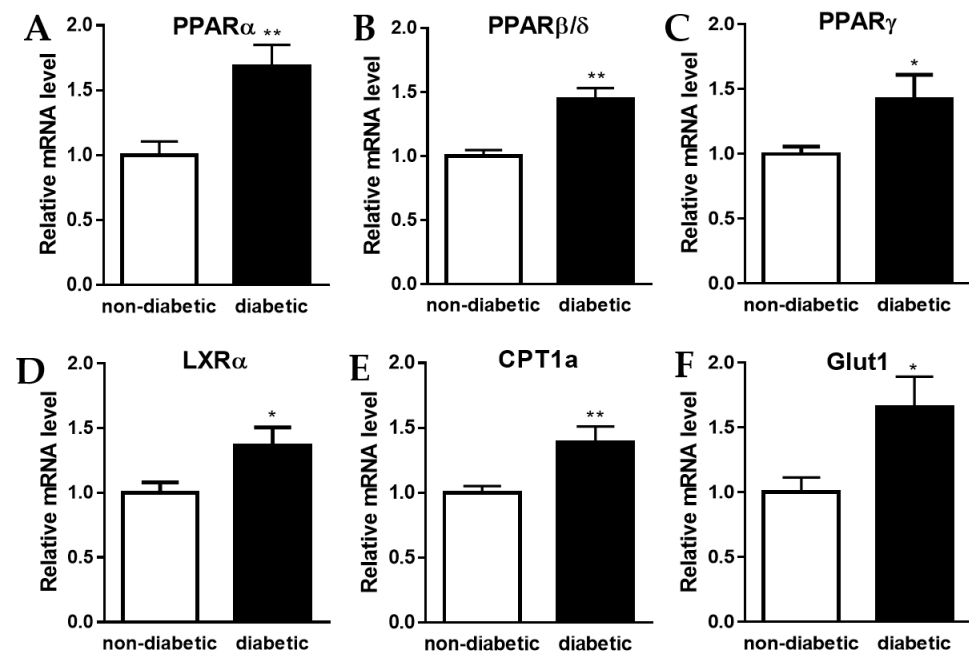 A
PPARα
**
Relative mRNA level
2.0
1.5
1.0
0.5
0.0
non-diabetic diabetic
B
PPARβ/δ
**
Relative mRNA level
2.0
1.5
1.0
0.5
0.0
non-diabetic diabetic
C
PPARγ
*
Relative mRNA level
2.0
1.5
1.0
0.5
0.0
non-diabetic diabetic
D
LXRα
*
Relative mRNA level
2.0
1.5
1.0
0.5
0.0
non-diabetic diabetic
E
CPT1a
**
Relative mRNA level
2.0
1.5
1.0
0.5
0.0
non-diabetic diabetic
F
Glut1
*
Relative mRNA level
2.0
1.5
1.0
0.5
0.0
non-diabetic diabetic